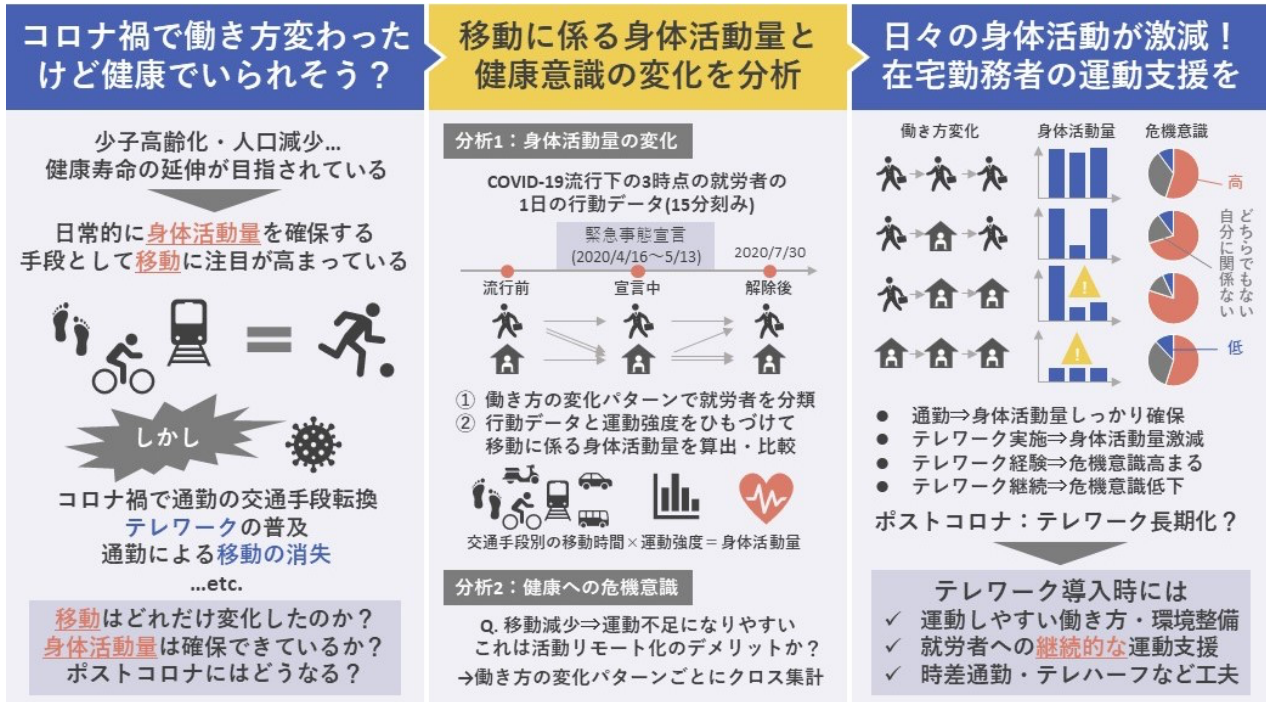 コロナ禍で働き方変わった
けど健康でいられそう？
少子高齢化・人口減少…
健康寿命の延伸が目指されている
日常的に身体活動量を確保する
手段として移動に注目が高まっている
しかし
コロナ禍で通勤の交通手段転換
テレワークの普及
通勤による移動の消失
…etc.
移動はどれだけ変化したのか？
身体活動量は確保できているか？
ポストコロナにはどうなる？
移動に係る身体活動量と
健康意識の変化を分析
分析1：身体活動量の変化
COVID-19流行下の3時点の就労者の
1日の行動データ(15分刻み)
緊急事態宣言
(2020/4/16～5/13)
2020/7/30
流行前
宣言中
解除後
① 働き方の変化パターンで就労者を分類
② 行動データと運動強度をひもづけて
移動に係る身体活動量を算出・比較
交通手段別の移動時間×運動強度＝身体活動量
分析2：健康への危機意識
Q. 移動減少⇒運動不足になりやすい
これは活動リモート化のデメリットか？
→働き方の変化パターンごとにクロス集計
日々の身体活動が激減！
在宅勤務者の運動支援を
働き方変化
身体活動量
危機意識
高
どちらでもない
自分に関係ない
低
● 通勤⇒身体活動量しっかり確保
● テレワーク実施⇒身体活動量激減
● テレワーク経験⇒危機意識高まる
● テレワーク継続⇒危機意識低下
ポストコロナ：テレワーク長期化？
テレワーク導入時には
✓ 運動しやすい働き方・環境整備
✓ 就労者への継続的な運動支援
✓ 時差通勤・テレハーフなど工夫